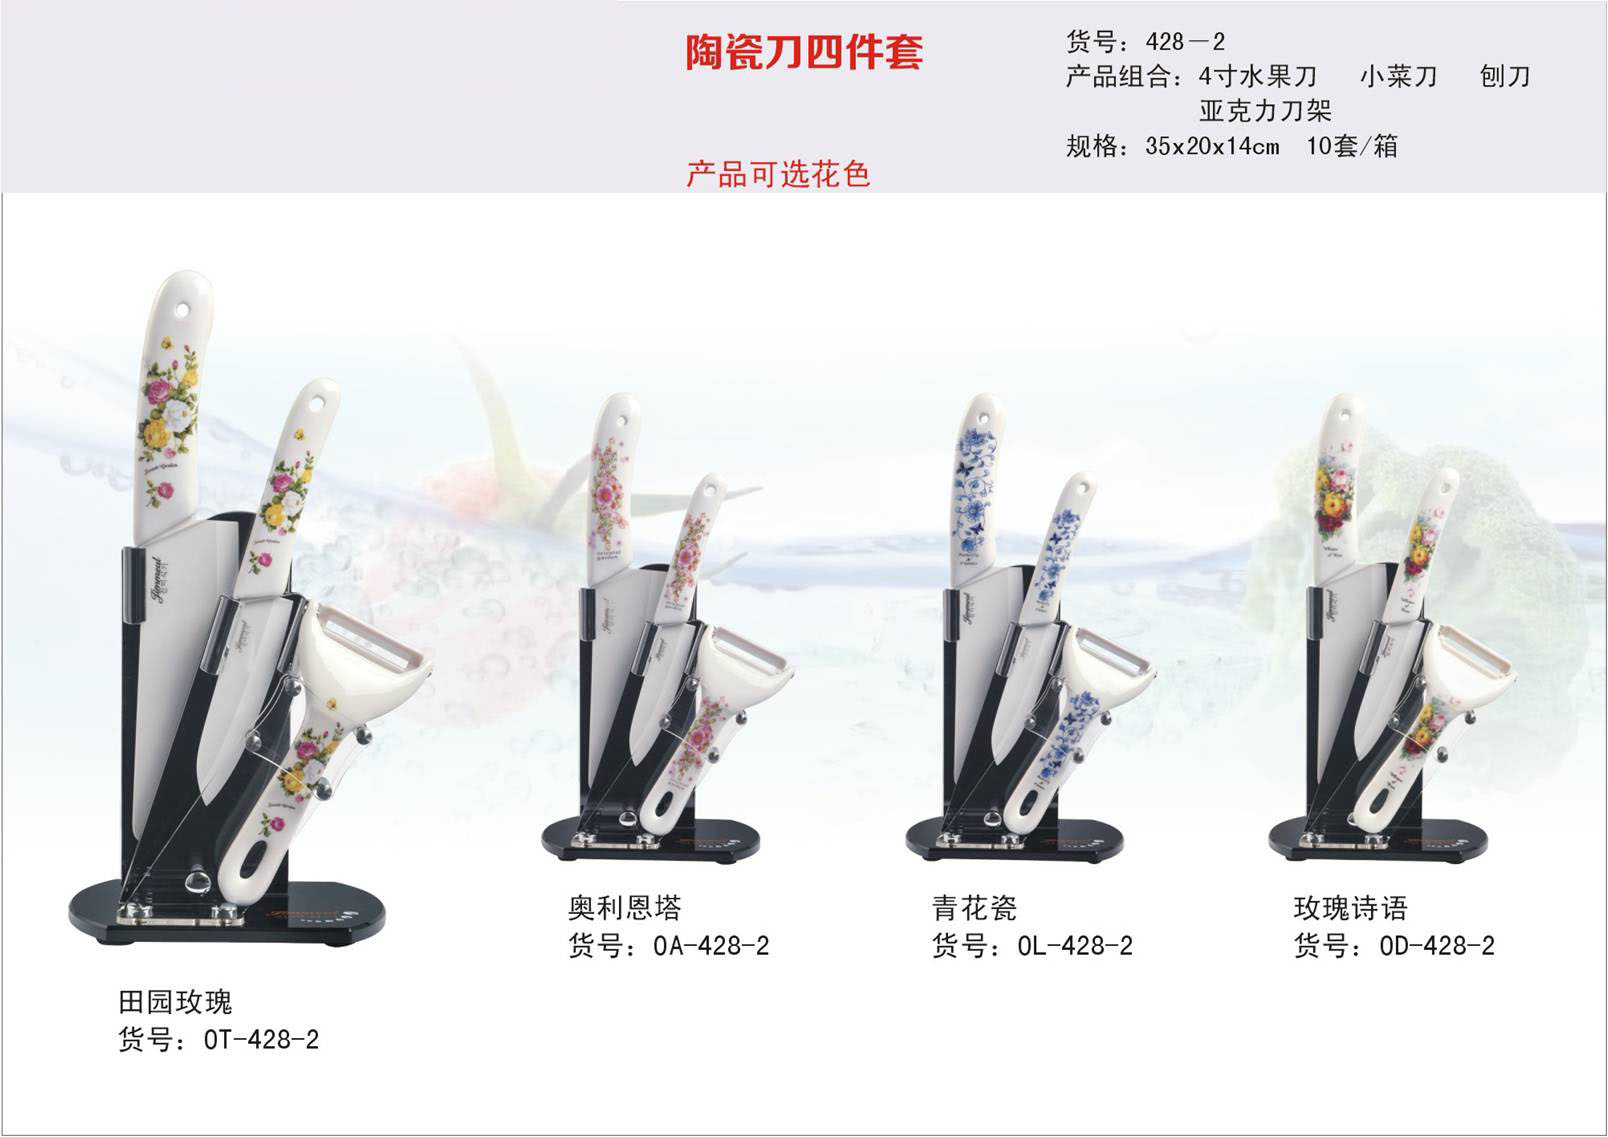 陶瓷刀四件套
产品可选花色
货号：428－2
产品组合：4寸水果刀 小菜刀 刨刀
亚克力刀架
规格：35x20x14cm 10套/箱
奥利恩塔
货号：OA-428-2
青花瓷
货号：OL-428-2
玫瑰诗语
货号：OD-428-2
田园玫瑰
货号：OT-428-2